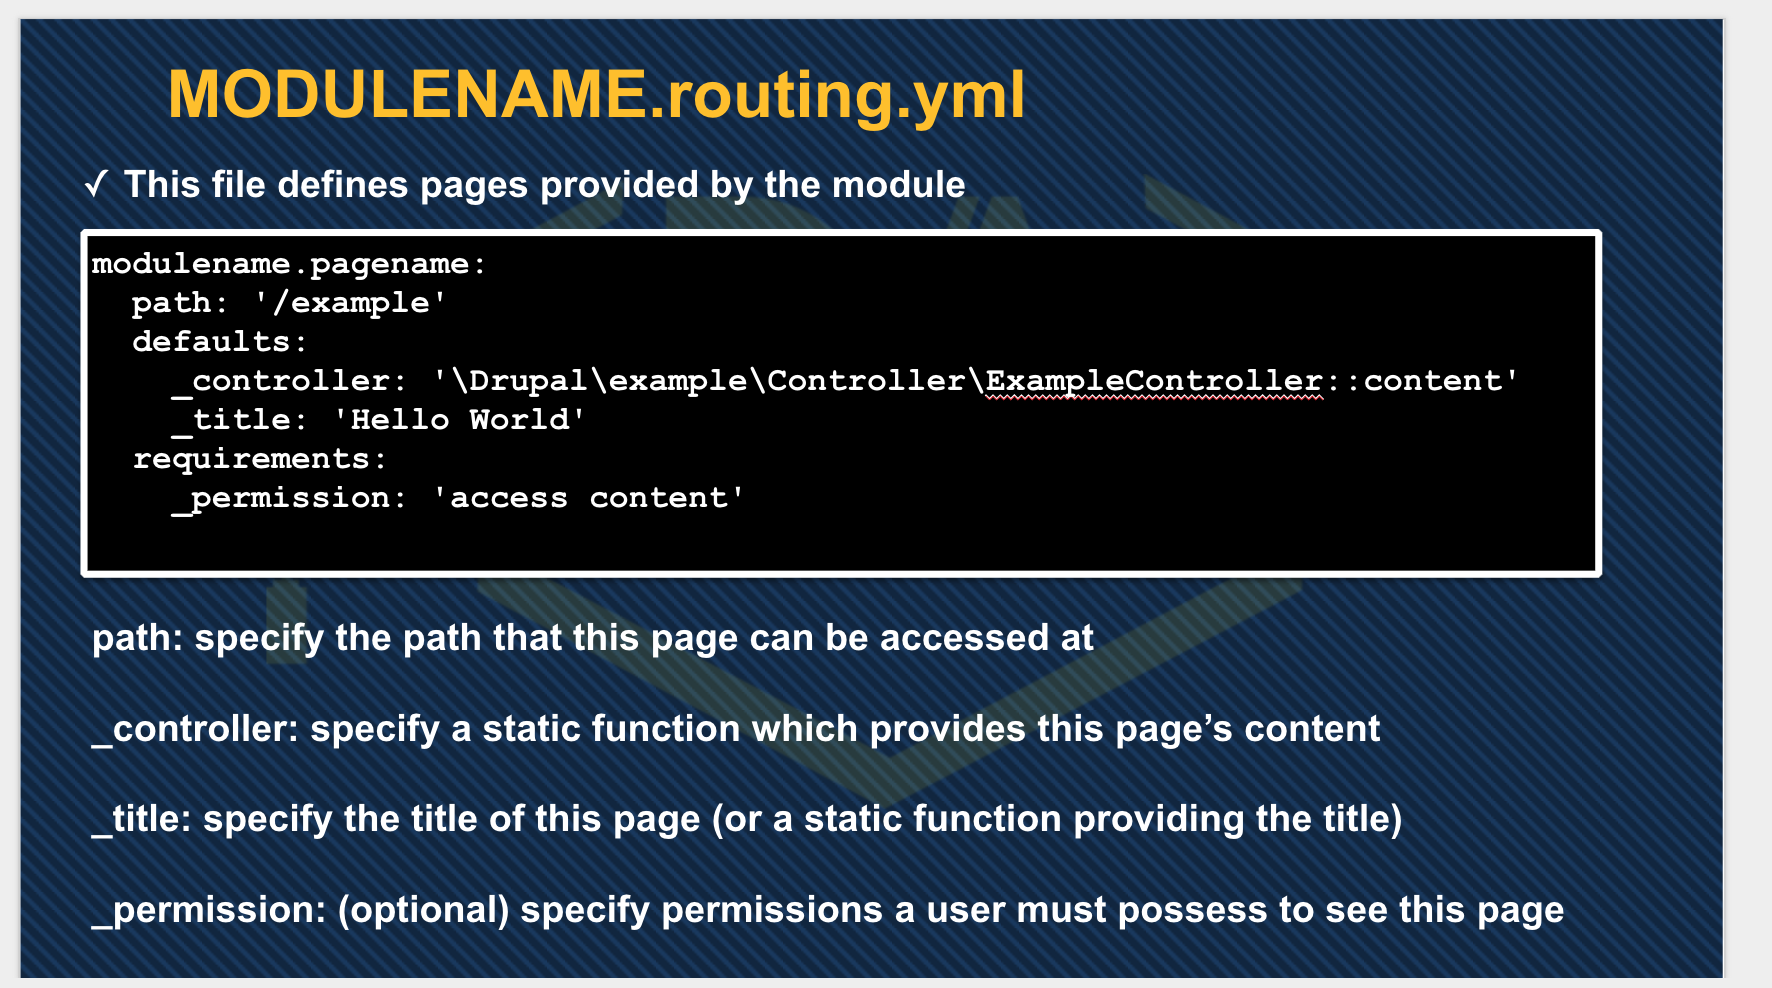 MODULENAME.routing.yml
✓ This file defines pages provided by the module
modulename.pagename:
  path: '/example'
  defaults:
    _controller: '\Drupal\example\Controller\ExampleController::content'
    _title: 'Hello World'
  requirements:
    _permission: 'access content'
path: specify the path that this page can be accessed at
_controller: specify a static function which provides this page’s content
_title: specify the title of this page (or a static function providing the title)
_permission: (optional) specify permissions a user must possess to see this page